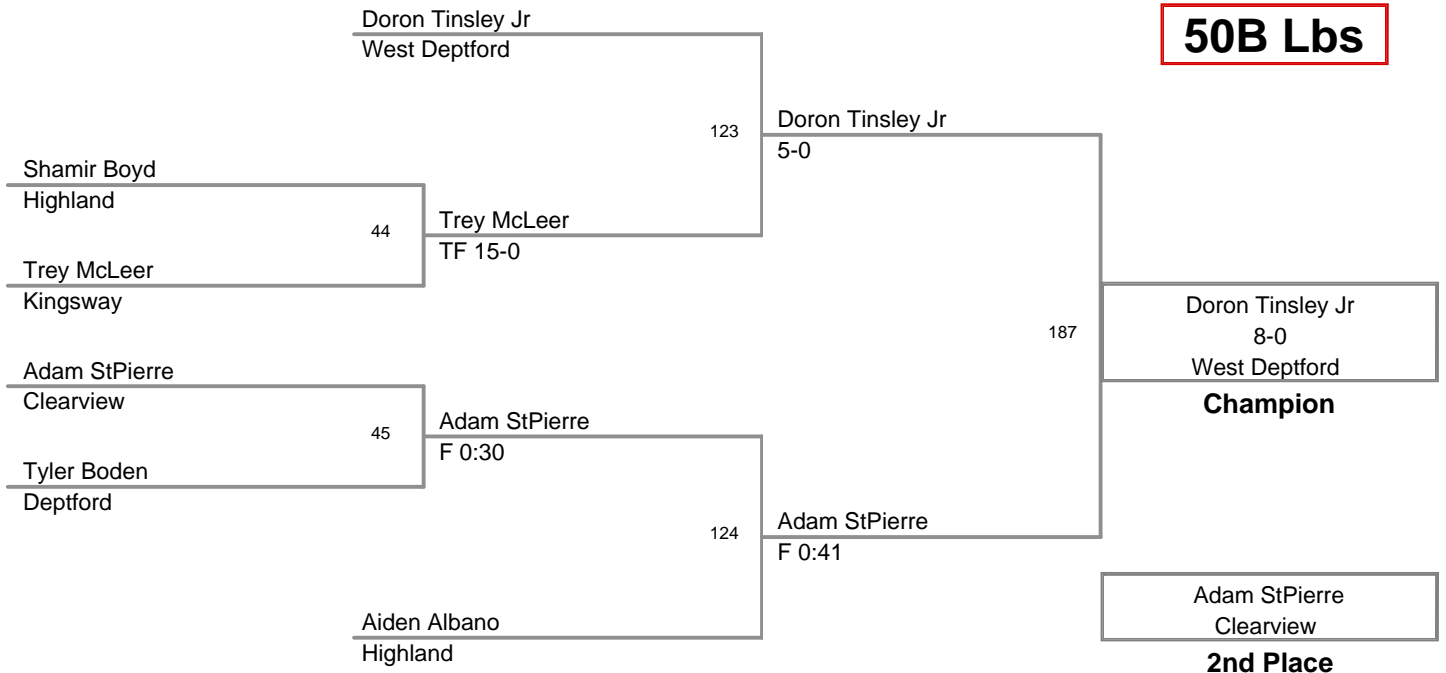 Doron Tinsley Jr
West Deptford
50B Lbs
123
Doron Tinsley Jr
5-0
Shamir Boyd
Highland
44
Trey McLeer
TF 15-0
Trey McLeer
Kingsway
187
Doron Tinsley Jr
8-0
West Deptford
Champion
Adam StPierre
Clearview
45
Adam StPierre
F 0:30
Tyler Boden
Deptford
124
Adam StPierre
F 0:41
Aiden Albano
Highland
Adam StPierre
Clearview
2nd Place